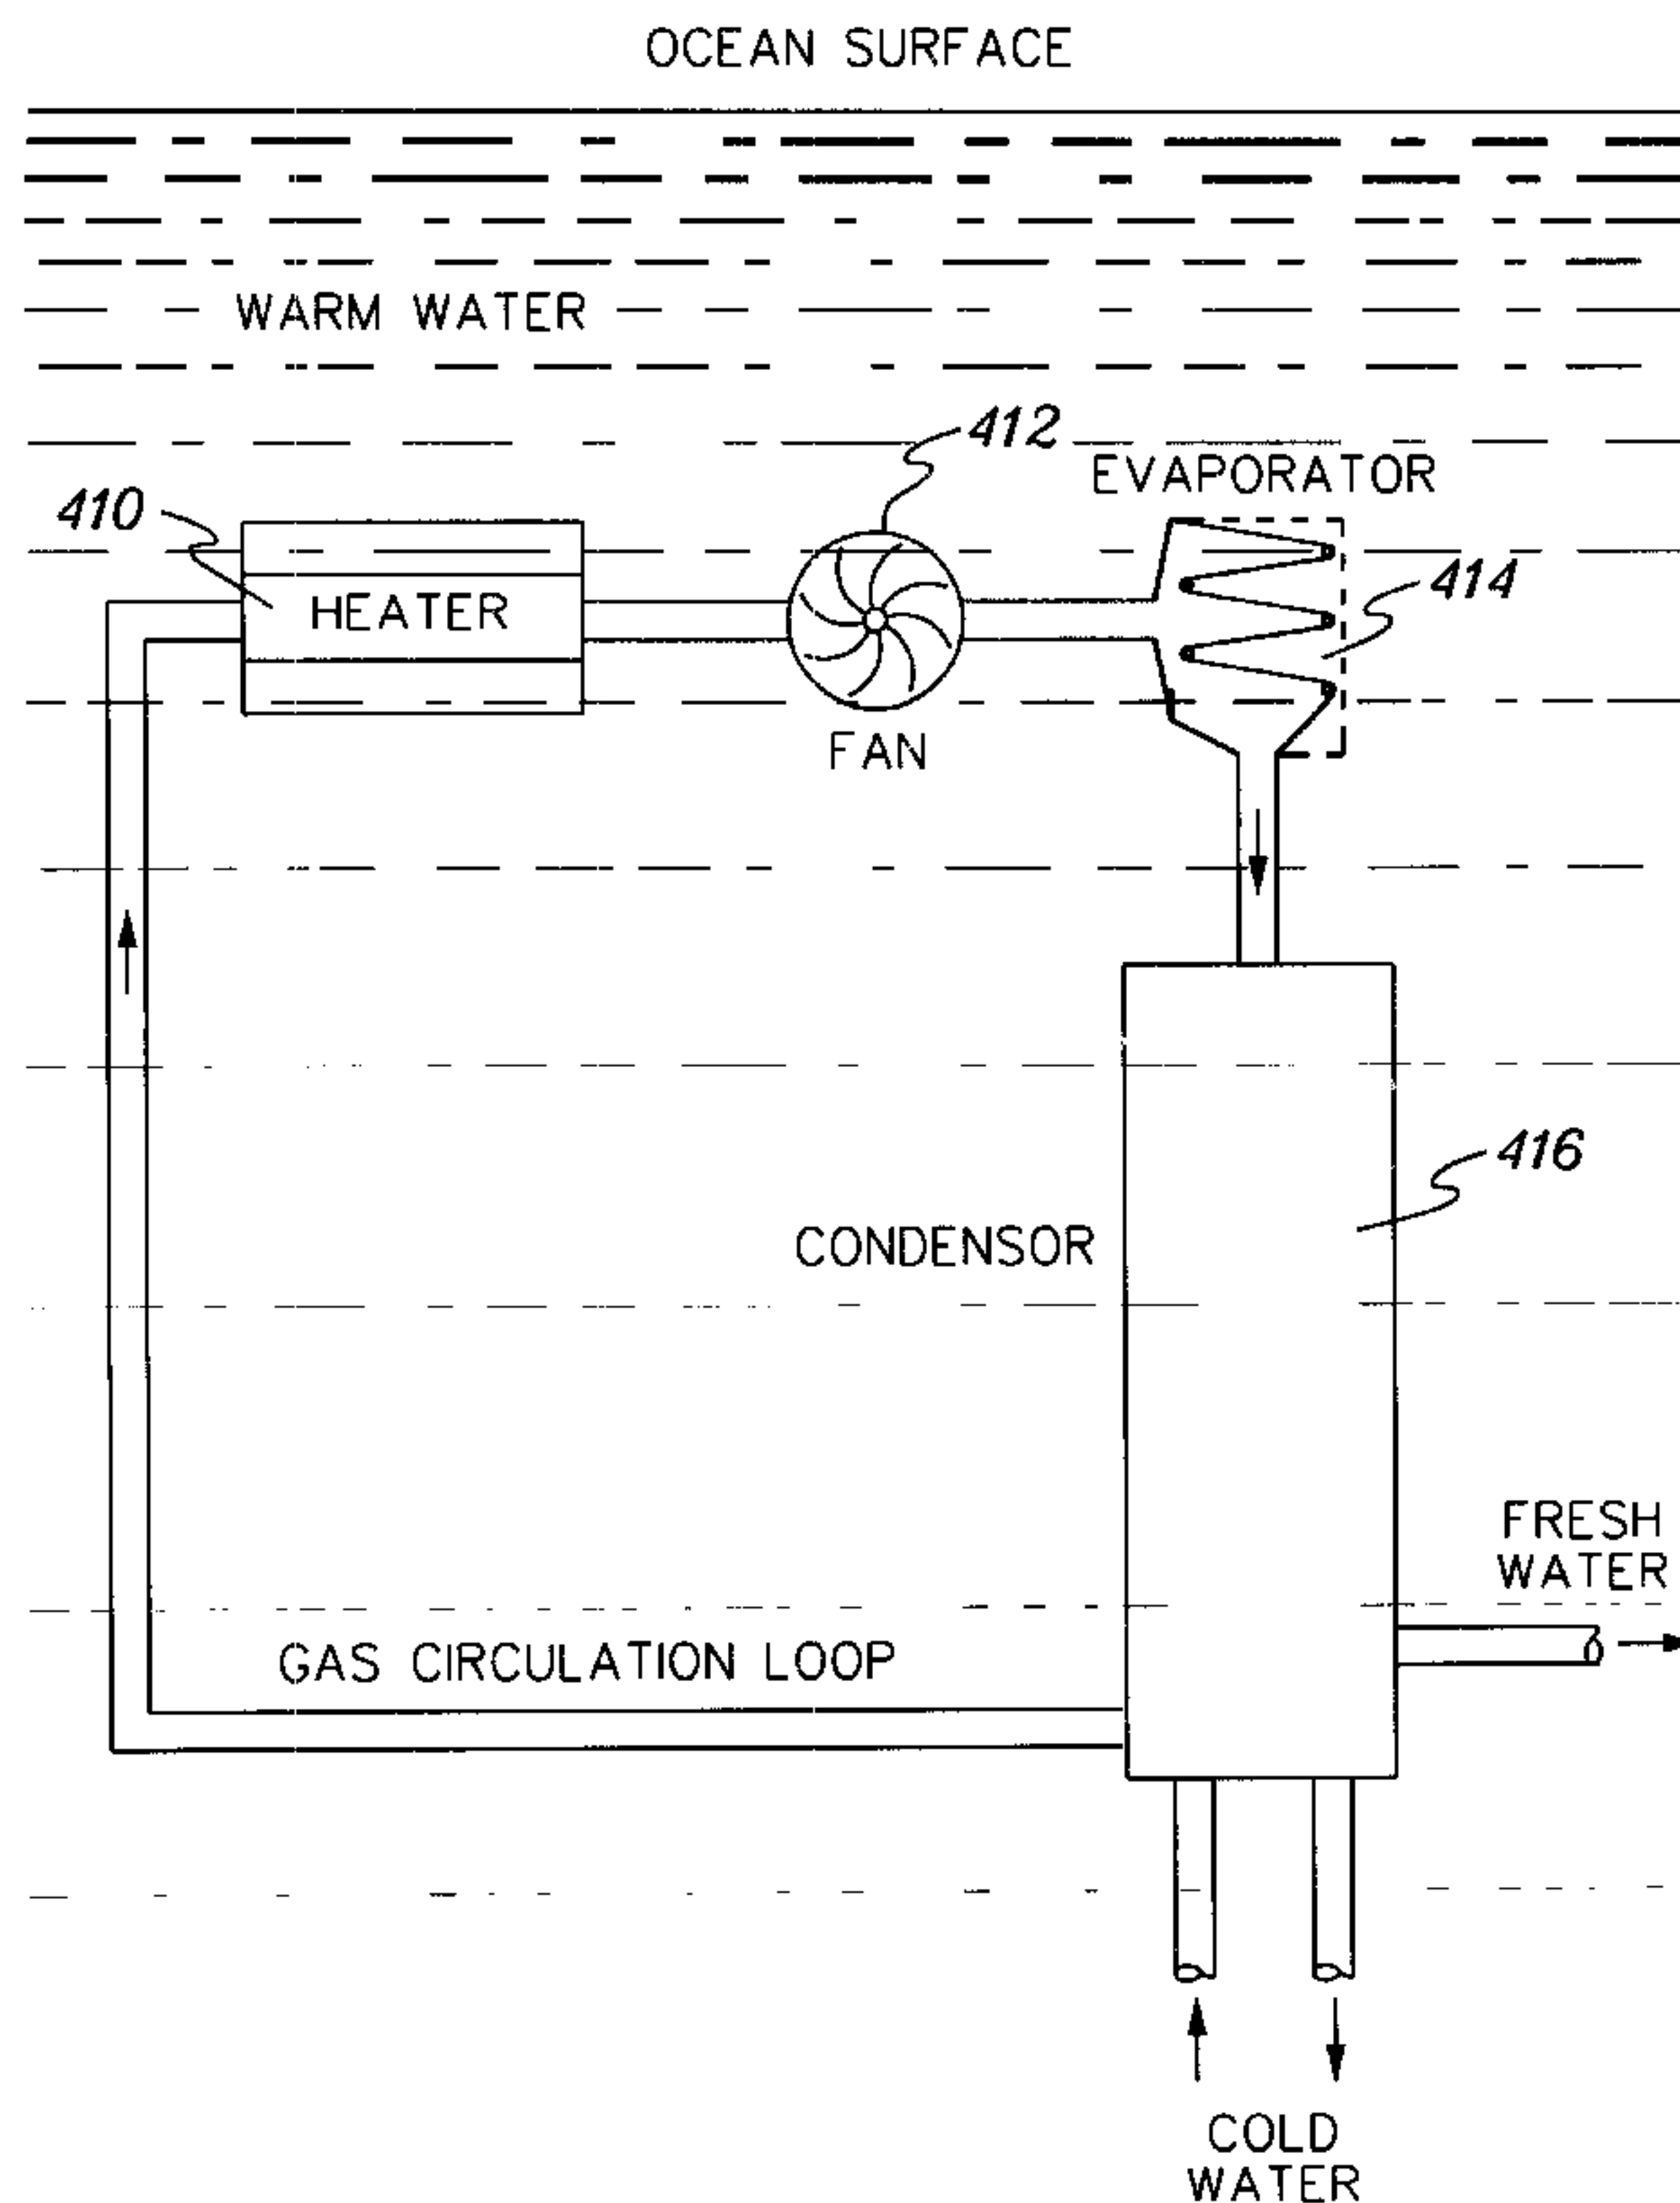 OCEAN SURFACE
WARM WATER
412
EVAPORATOR
410
HEATER
414
FAN
416
CONDENSOR
FRESH
WATER
GAS CIRCULATION LOOP
COLD
WATER